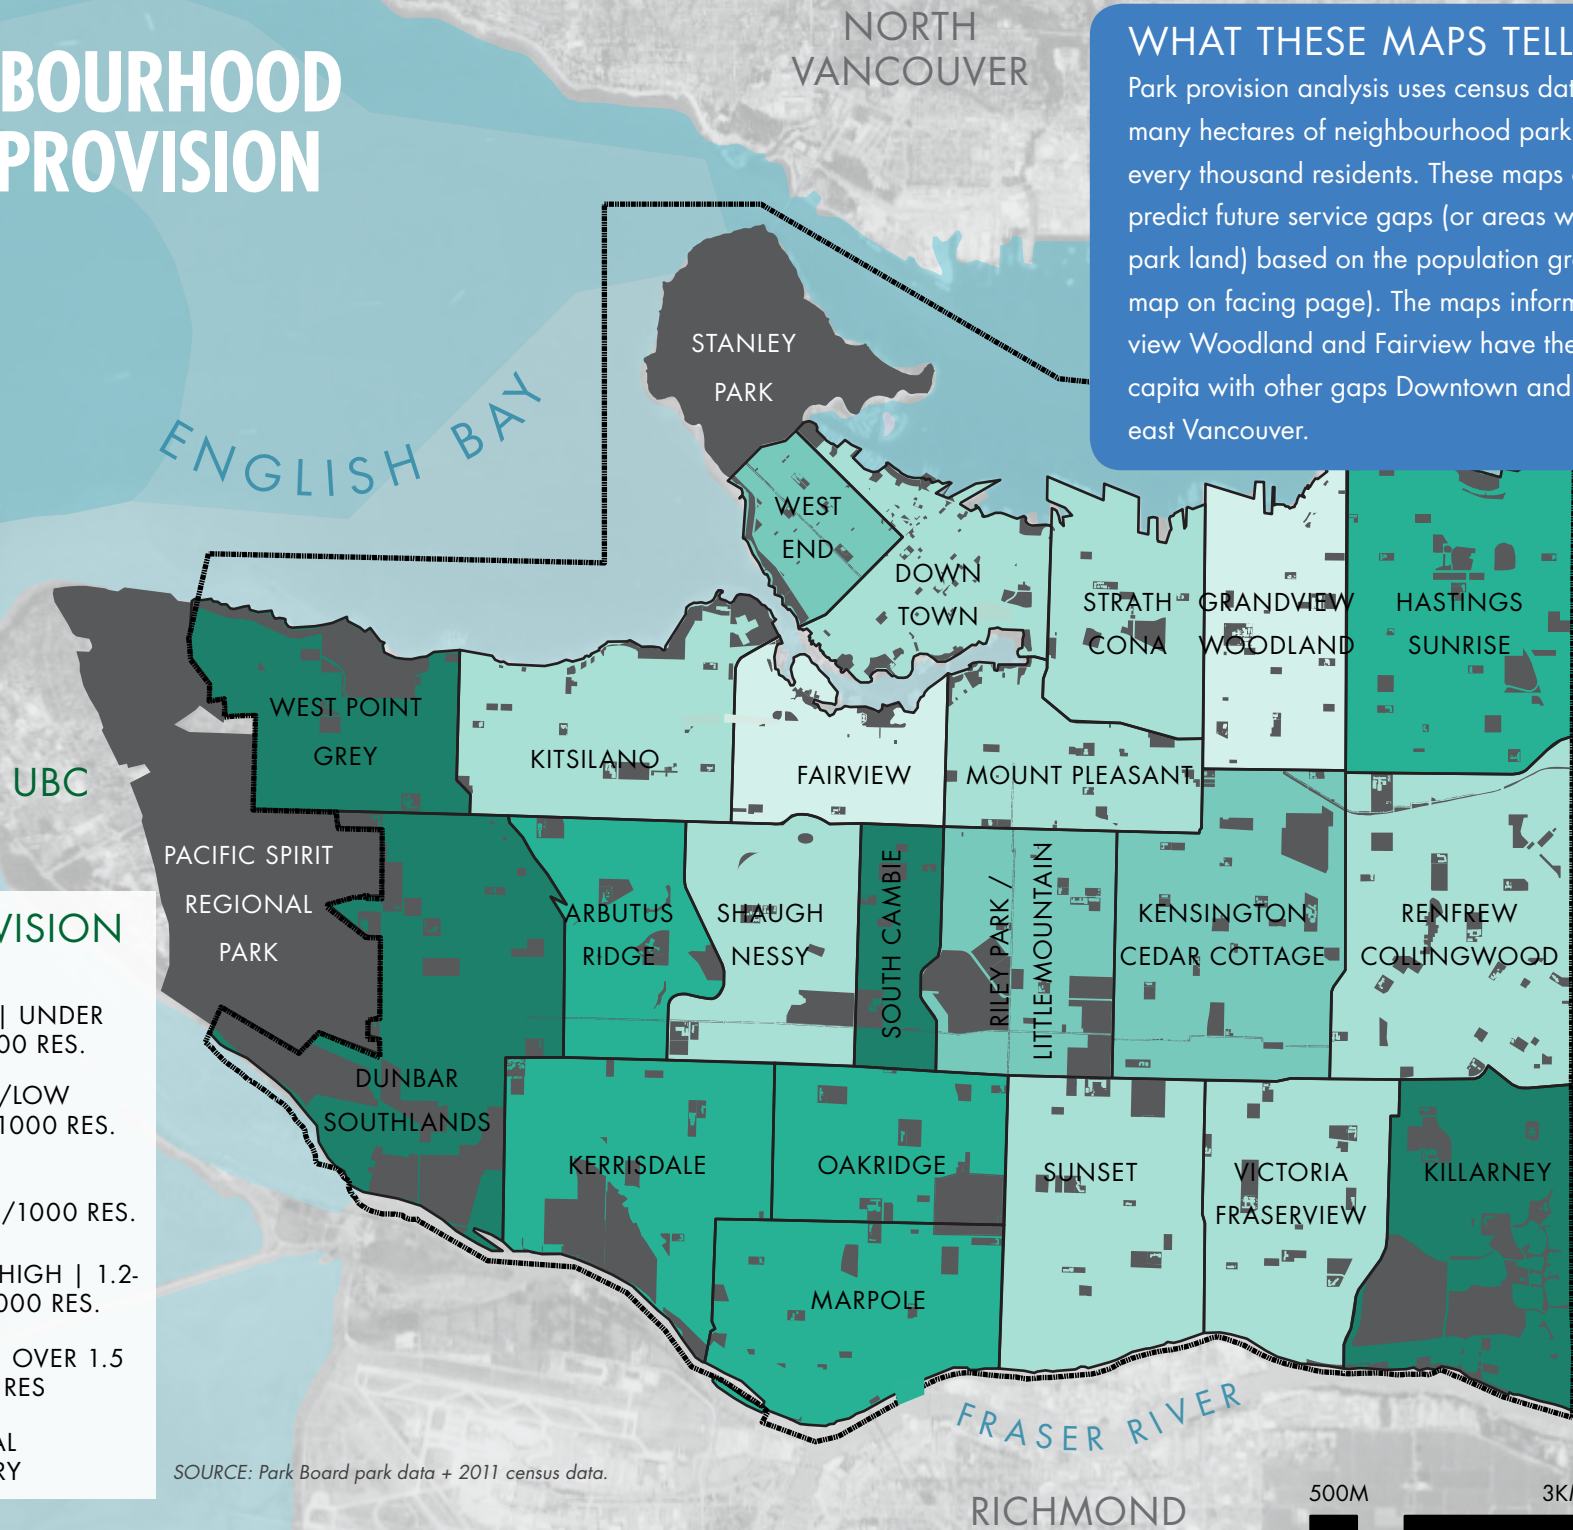 BOURHOOD
PROVISION
NORTH
VANCOUVER
WHAT THESE MAPS TELL
Park provision analysis uses census dat
many hectares of neighbourhood park
every thousand residents. These maps
predict future service gaps (or areas w
park land) based on the population gr
map on facing page). The maps inform
view Woodland and Fairview have the
capita with other gaps Downtown and
east Vancouver.
ENGLISH BAY
STANLEY
PARK
WEST
END
DOWN
TOWN
STRATH
CONA
GRANDVIEW
WOODLAND
HASTINGS
SUNRISE
WEST POINT
GREY
KITSILANO
FAIRVIEW
MOUNT PLEASANT
UBC
PACIFIC SPIRIT
REGIONAL
PARK
ARBUTUS
RIDGE
SHAUGH
NESSY
SOUTH CAMBIE
RILEY PARK /
LITTLE MOUNTAIN
KENSINGTON
CEDAR COTTAGE
RENFREW
COLLINGWOOD
DUNBAR
SOUTHLANDS
KERRISDALE
OAKRIDGE
SUNSET
VICTORIA
FRASERVIEW
KILLARNEY
MARPOLE
VISION
| UNDER
00 RES.
/LOW
1000 RES.
/1000 RES.
HIGH | 1.2-
000 RES.
OVER 1.5
RES
AL
RY
SOURCE: Park Board park data + 2011 census data.
FRASER RIVER
RICHMOND
500M
3KM